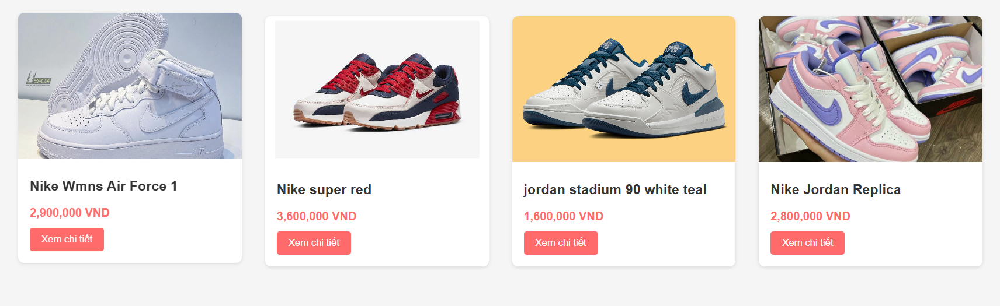 Nike Wmns Air Force 1
2,900,000 VND
Xem chi tiết
Nike super red
3,600,000 VND
Xem chi tiết
jordan stadium 90 white teal
1,600,000 VND
Xem chi tiết
Nike Jordan Replica
2,800,000 VND
Xem chi tiết